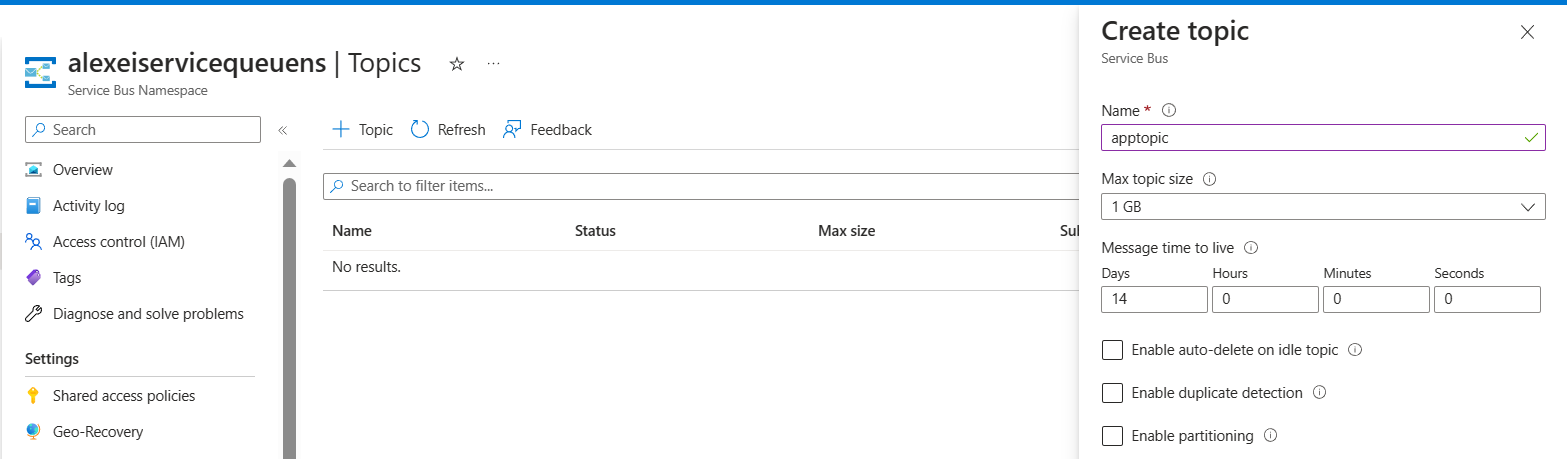 alexeiservicequeuens | Topics
Service Bus Namespace
Search
Overview
Activity log
Access control (IAM)
Tags
Diagnose and solve problems
Settings
Shared access policies
Geo-Recovery
Topic Refresh Feedback
Search to filter items...
Name Status Max size
No results.
Create topic
Service Bus
Name *
apptopic
Max topic size
1 GB
Message time to live
Days Hours Minutes Seconds
14 0 0 0
Enable auto-delete on idle topic
Enable duplicate detection
Enable partitioning